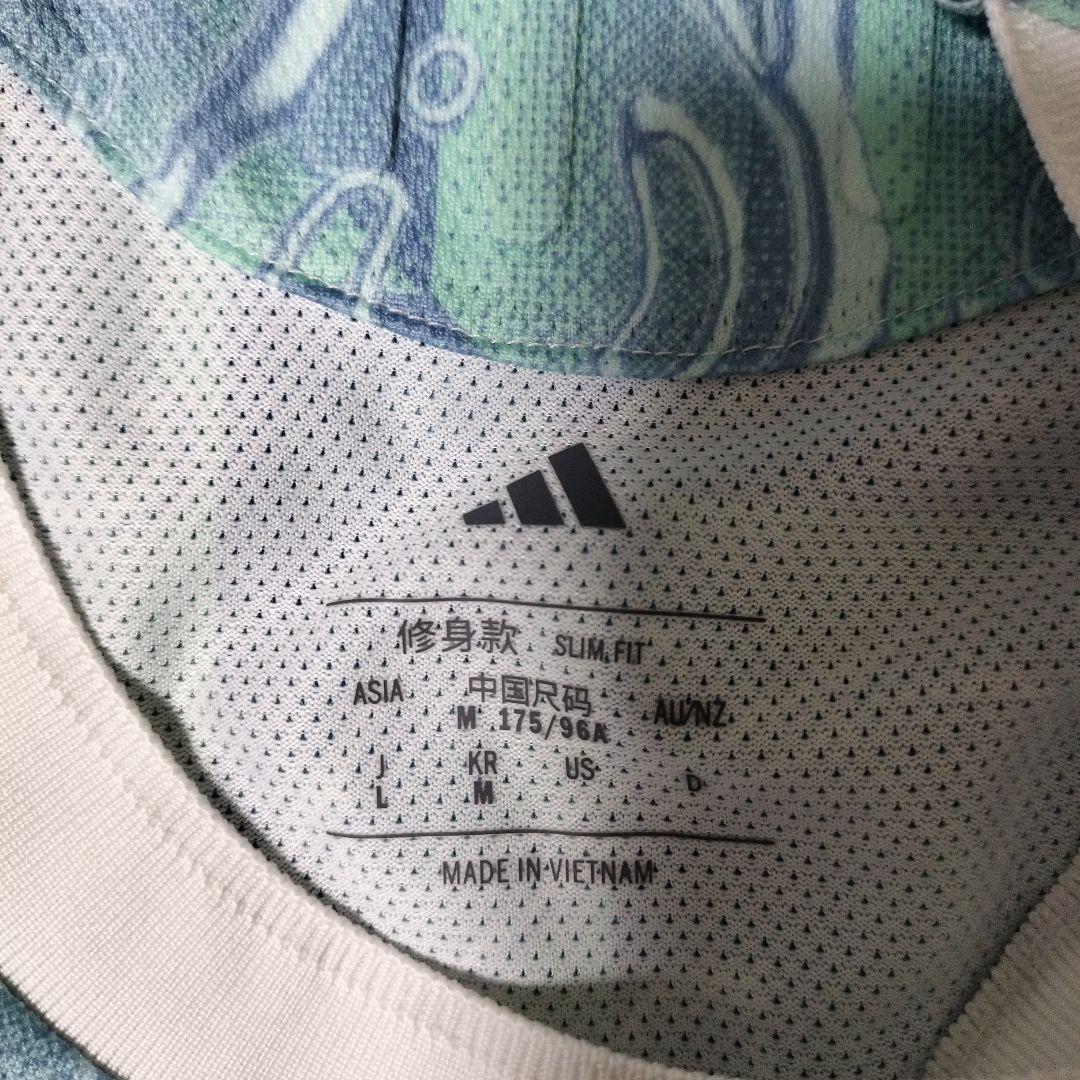 修身款 SLIM FIT
ASIA 中国尺码 AU/NZ
M 175/96A
J KR US D
L M
MADE IN VIETNAM